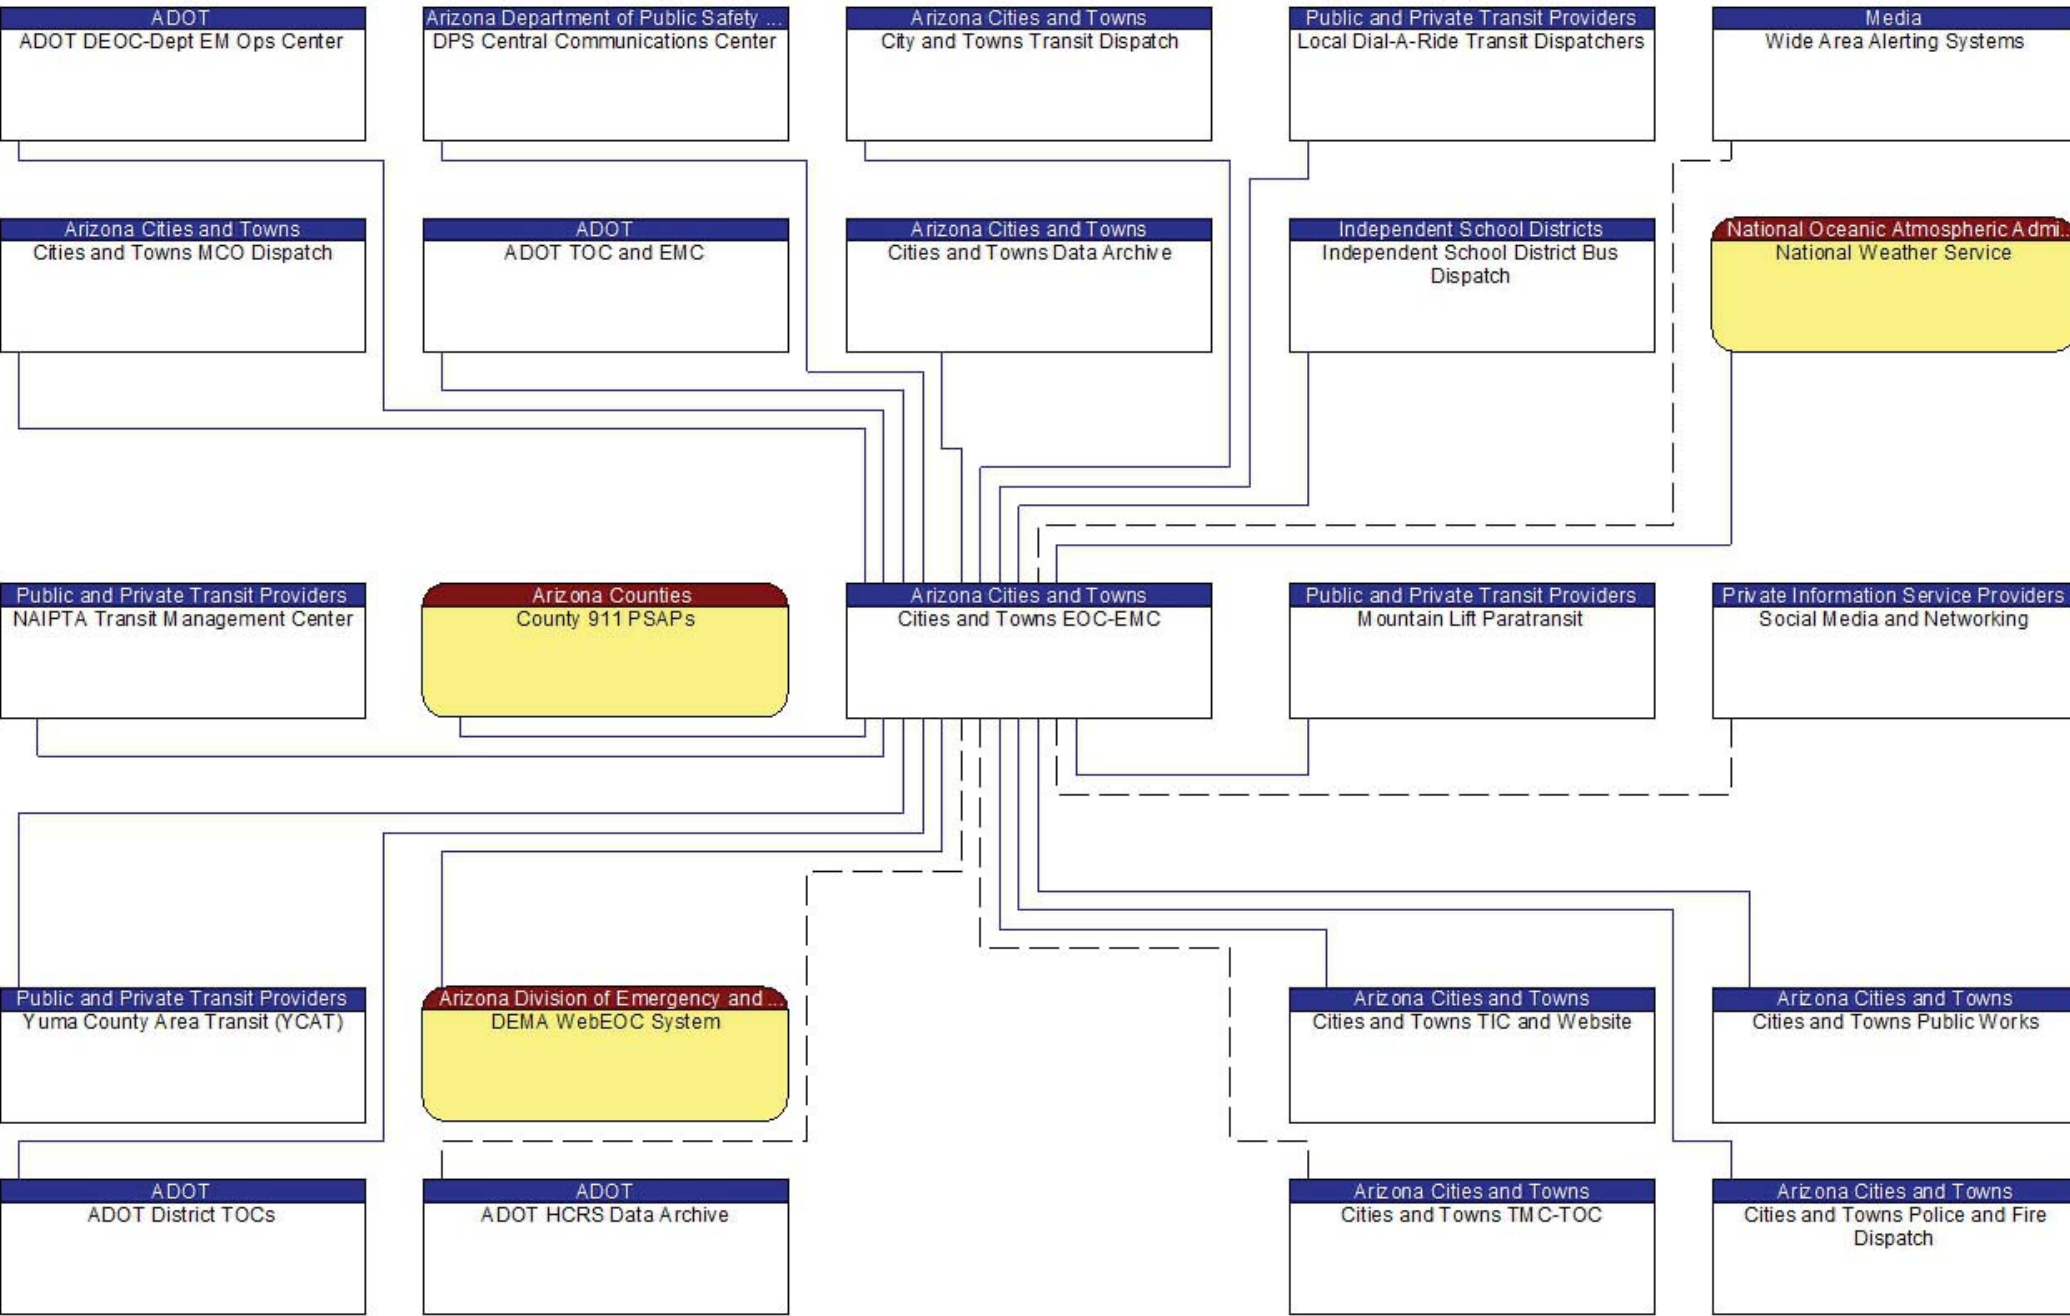 ADOT
ADOT DEOC-Dept EM Ops Center
Arizona Department of Public Safety ...
DPS Central Communications Center
Arizona Cities and Towns
City and Towns Transit Dispatch
Public and Private Transit Providers
Local Dial-A-Ride Transit Dispatchers
Media
Wide Area Alerting Systems
Arizona Cities and Towns
Cities and Towns MCO Dispatch
ADOT
ADOT TOC and EMC
Arizona Cities and Towns
Cities and Towns Data Archive
Independent School Districts
Independent School District Bus
Dispatch
National Oceanic Atmospheric Admi...
National Weather Service
Public and Private Transit Providers
NAIPTA Transit Management Center
Arizona Counties
County 911 PSAPs
Arizona Cities and Towns
Cities and Towns EOC-EMC
Public and Private Transit Providers
Mountain Lift Paratransit
Private Information Service Providers
Social Media and Networking
Public and Private Transit Providers
Yuma County Area Transit (YCAT)
Arizona Division of Emergency and ...
DEMA WebEOC System
Arizona Cities and Towns
Cities and Towns TIC and Website
Arizona Cities and Towns
Cities and Towns Public Works
ADOT
ADOT District TOCs
ADOT
ADOT HCRS Data Archive
Arizona Cities and Towns
Cities and Towns TMC-TOC
Arizona Cities and Towns
Cities and Towns Police and Fire
Dispatch